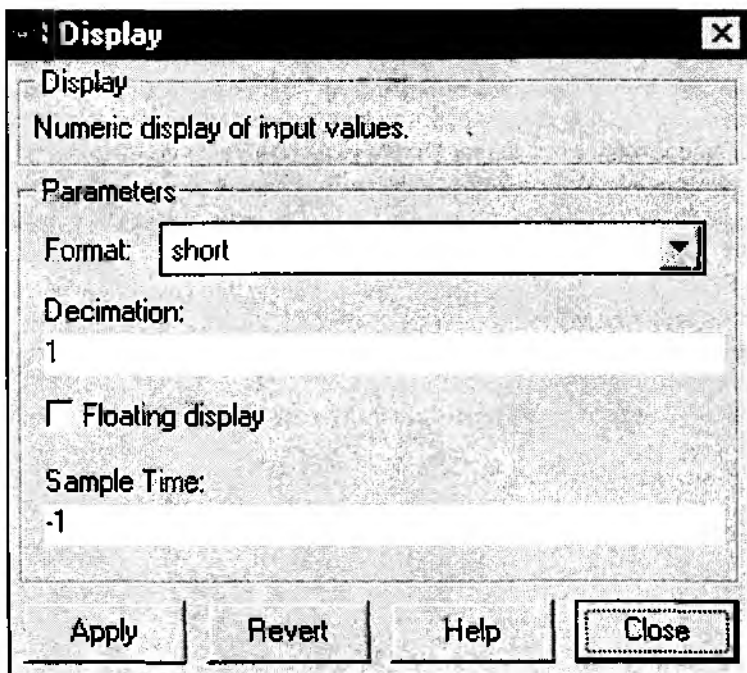 Display
Display
Numeric display of input values.
Parameters
Format: short
Decimation:
1
Floating display
Sample Time:
-1
Apply Revert Help Close